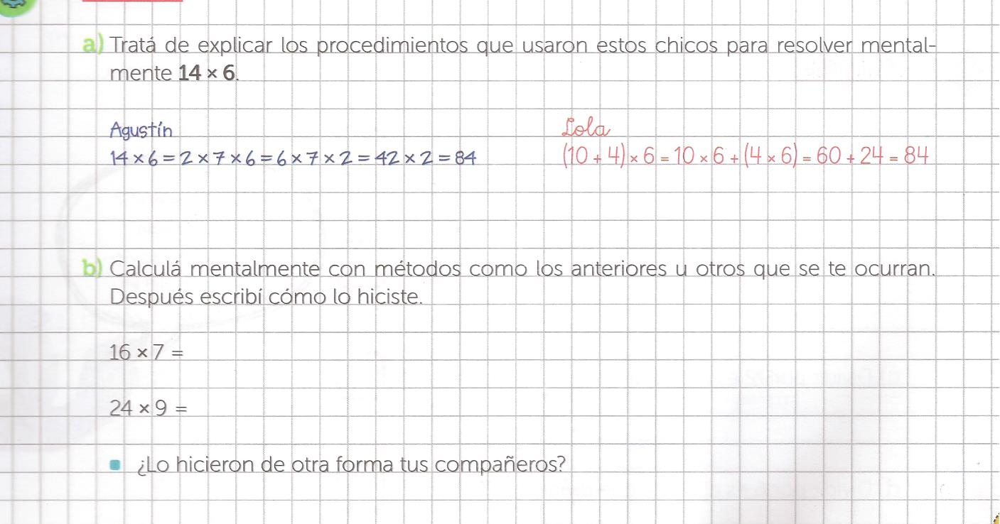 a) Tratá de explicar los procedimientos que usaron estos chicos para resolver mental-
mente 14 × 6.
Agustín
14 × 6 = 2 × 7 × 6 = 6 × 7 × 2 = 42 × 2 = 84
Lola
(10 + 4) × 6 = 10 × 6 + (4 × 6) = 60 + 24 = 84
b) Calculá mentalmente con métodos como los anteriores u otros que se te ocurran.
Después escribí cómo lo hiciste.
16 × 7 =
24 × 9 =
¿Lo hicieron de otra forma tus compañeros?